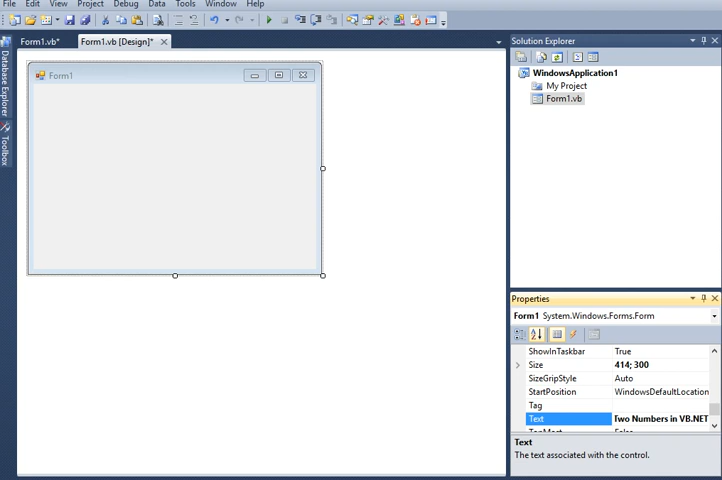 File Edit View Project Debug Data Tools Window Help
Form1.vb* Form1.vb [Design]*
Database Explorer
Toolbox
Form1
Solution Explorer
WindowsApplication1
My Project
Form1.vb
Properties
Form1 System.Windows.Forms.Form
ShowInTaskbar True
Size 414; 300
SizeGripStyle Auto
StartPosition WindowsDefaultLocation
Tag
Text Two Numbers in VB.NET
TopMost False
Text
The text associated with the control.